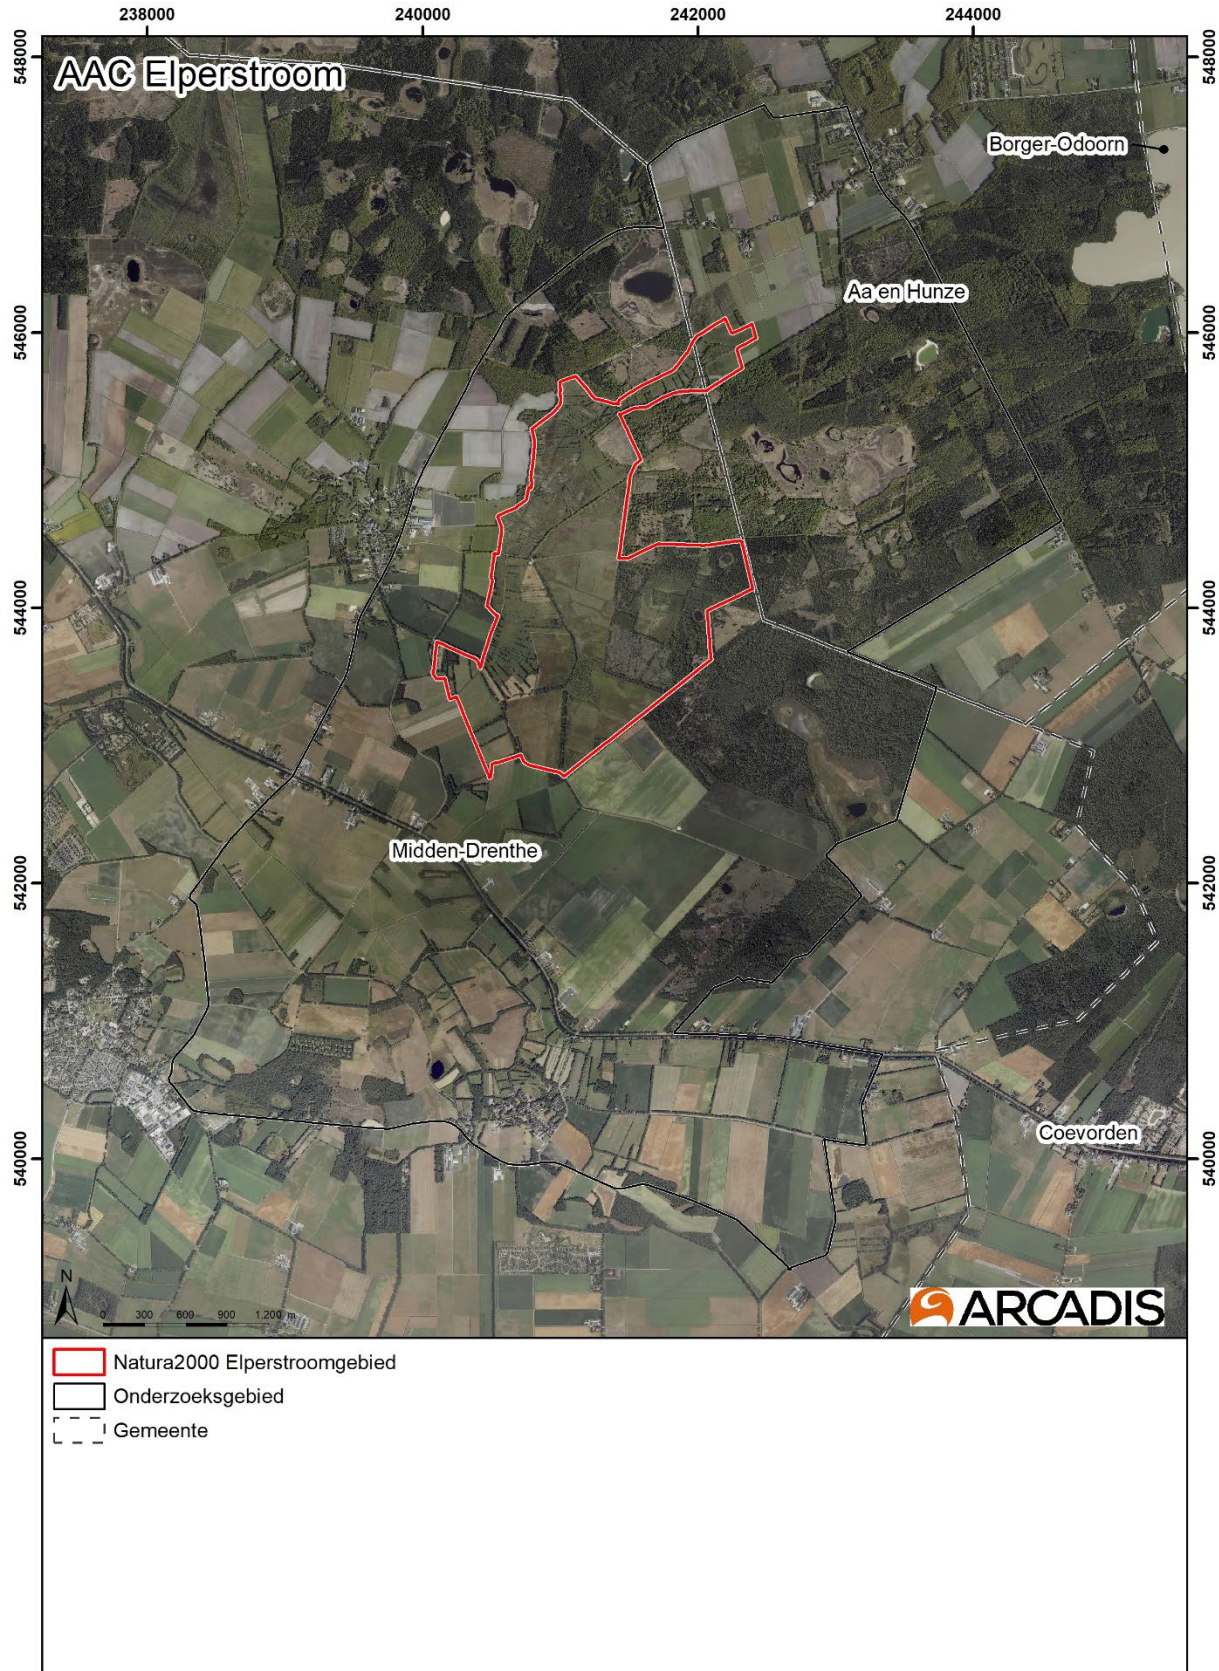 238000 240000 242000 244000
548000 548000
AAC Elperstroom
Borger-Odoorn
Aa en Hunze
546000 546000
544000 544000
Midden-Drenthe
542000 542000
Coevorden
540000 540000
N
0 300 600 900 1.200 m
ARCADIS
Natura2000 Elperstroomgebied
Onderzoeksgebied
Gemeente